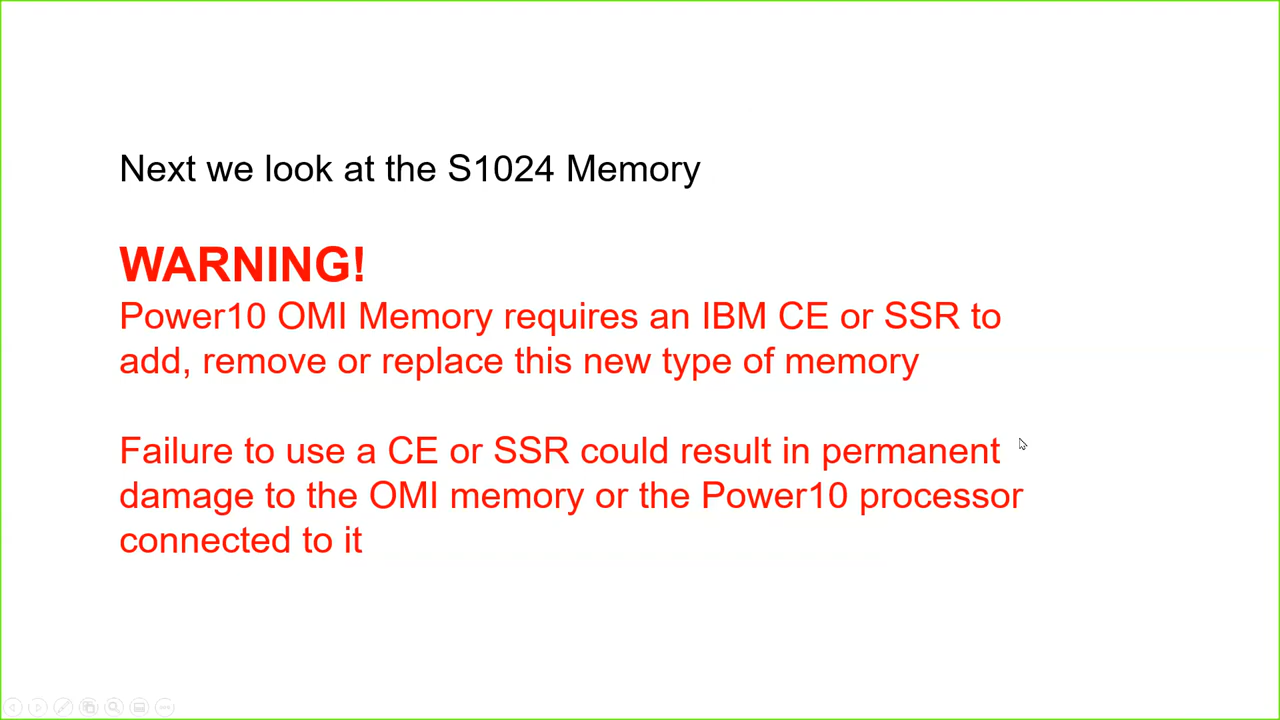 Next we look at the S1024 Memory
WARNING!
Power10 OMI Memory requires an IBM CE or SSR to
add, remove or replace this new type of memory
Failure to use a CE or SSR could result in permanent
damage to the OMI memory or the Power10 processor
connected to it